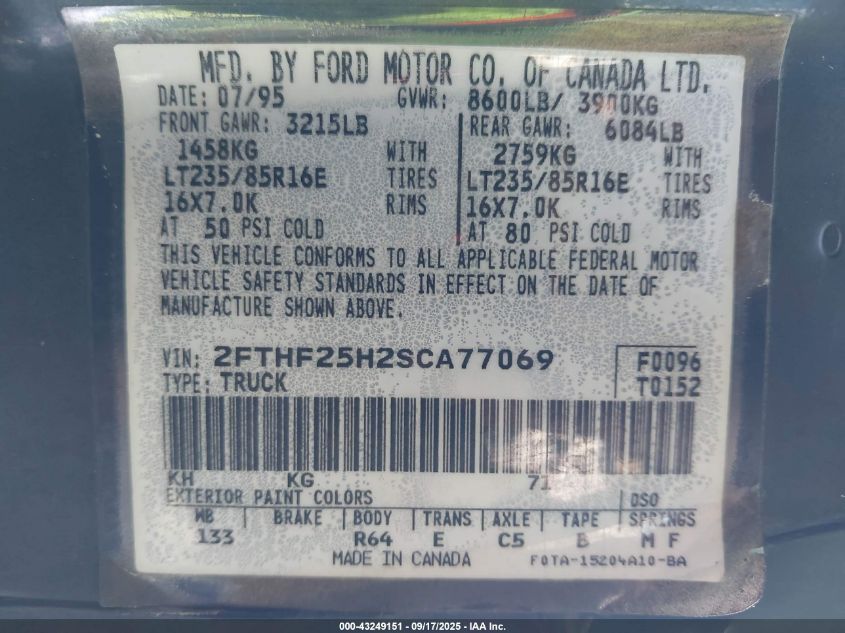 MFD. BY FORD MOTOR CO. OF CANADA LTD.
DATE: 07/95 GVWR: 8600LB/ 3900KG
FRONT GAWR: 3215LB REAR GAWR: 6084LB
1458KG WITH 2759KG WITH
LT235/85R16E TIRES LT235/85R16E TIRES
16X7.0K RIMS 16X7.0K RIMS
AT 50 PSI COLD AT 80 PSI COLD
THIS VEHICLE CONFORMS TO ALL APPLICABLE FEDERAL MOTOR
VEHICLE SAFETY STANDARDS IN EFFECT ON THE DATE OF
MANUFACTURE SHOWN ABOVE.
VIN: 2FTHF25H2SCA77069 F0096
TYPE: TRUCK T0152
KH KG 71
EXTERIOR PAINT COLORS DSO
WB BRAKE BODY TRANS AXLE TAPE SPRINGS
133 R64 E C5 B M F
MADE IN CANADA F0TA-15204A10-BA
000-43249151 - 09/17/2025 - IAA Inc.